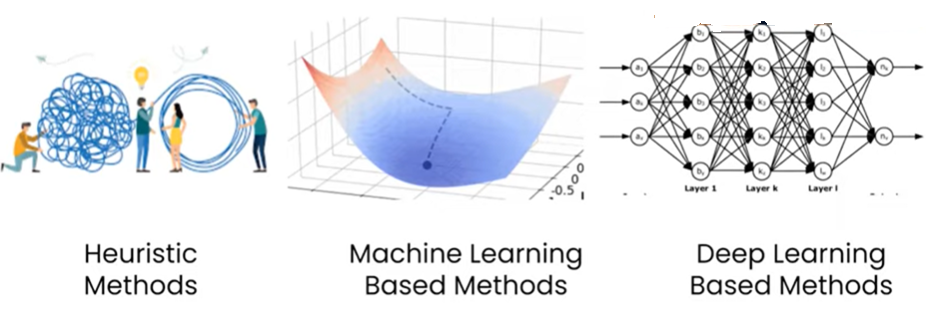 0
-0.5
Layer 1
Layer k
Layer l
Heuristic
Methods
Machine Learning
Based Methods
Deep Learning
Based Methods